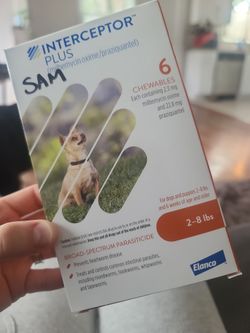 INTERCEPTOR™
PLUS
(milbemycin oxime/praziquantel)
SAM
6
CHEWABLES
Each containing 2.3 mg
milbemycin oxime
and 22.8 mg
praziquantel
For dogs and puppies 2-8 lbs
and 6 weeks of age and older.
2-8 lbs
BROAD-SPECTRUM PARASITICIDE
• Prevents heartworm disease
• Treats and controls common intestinal parasites,
including roundworms, hookworms, whipworms,
and tapeworms
Elanco